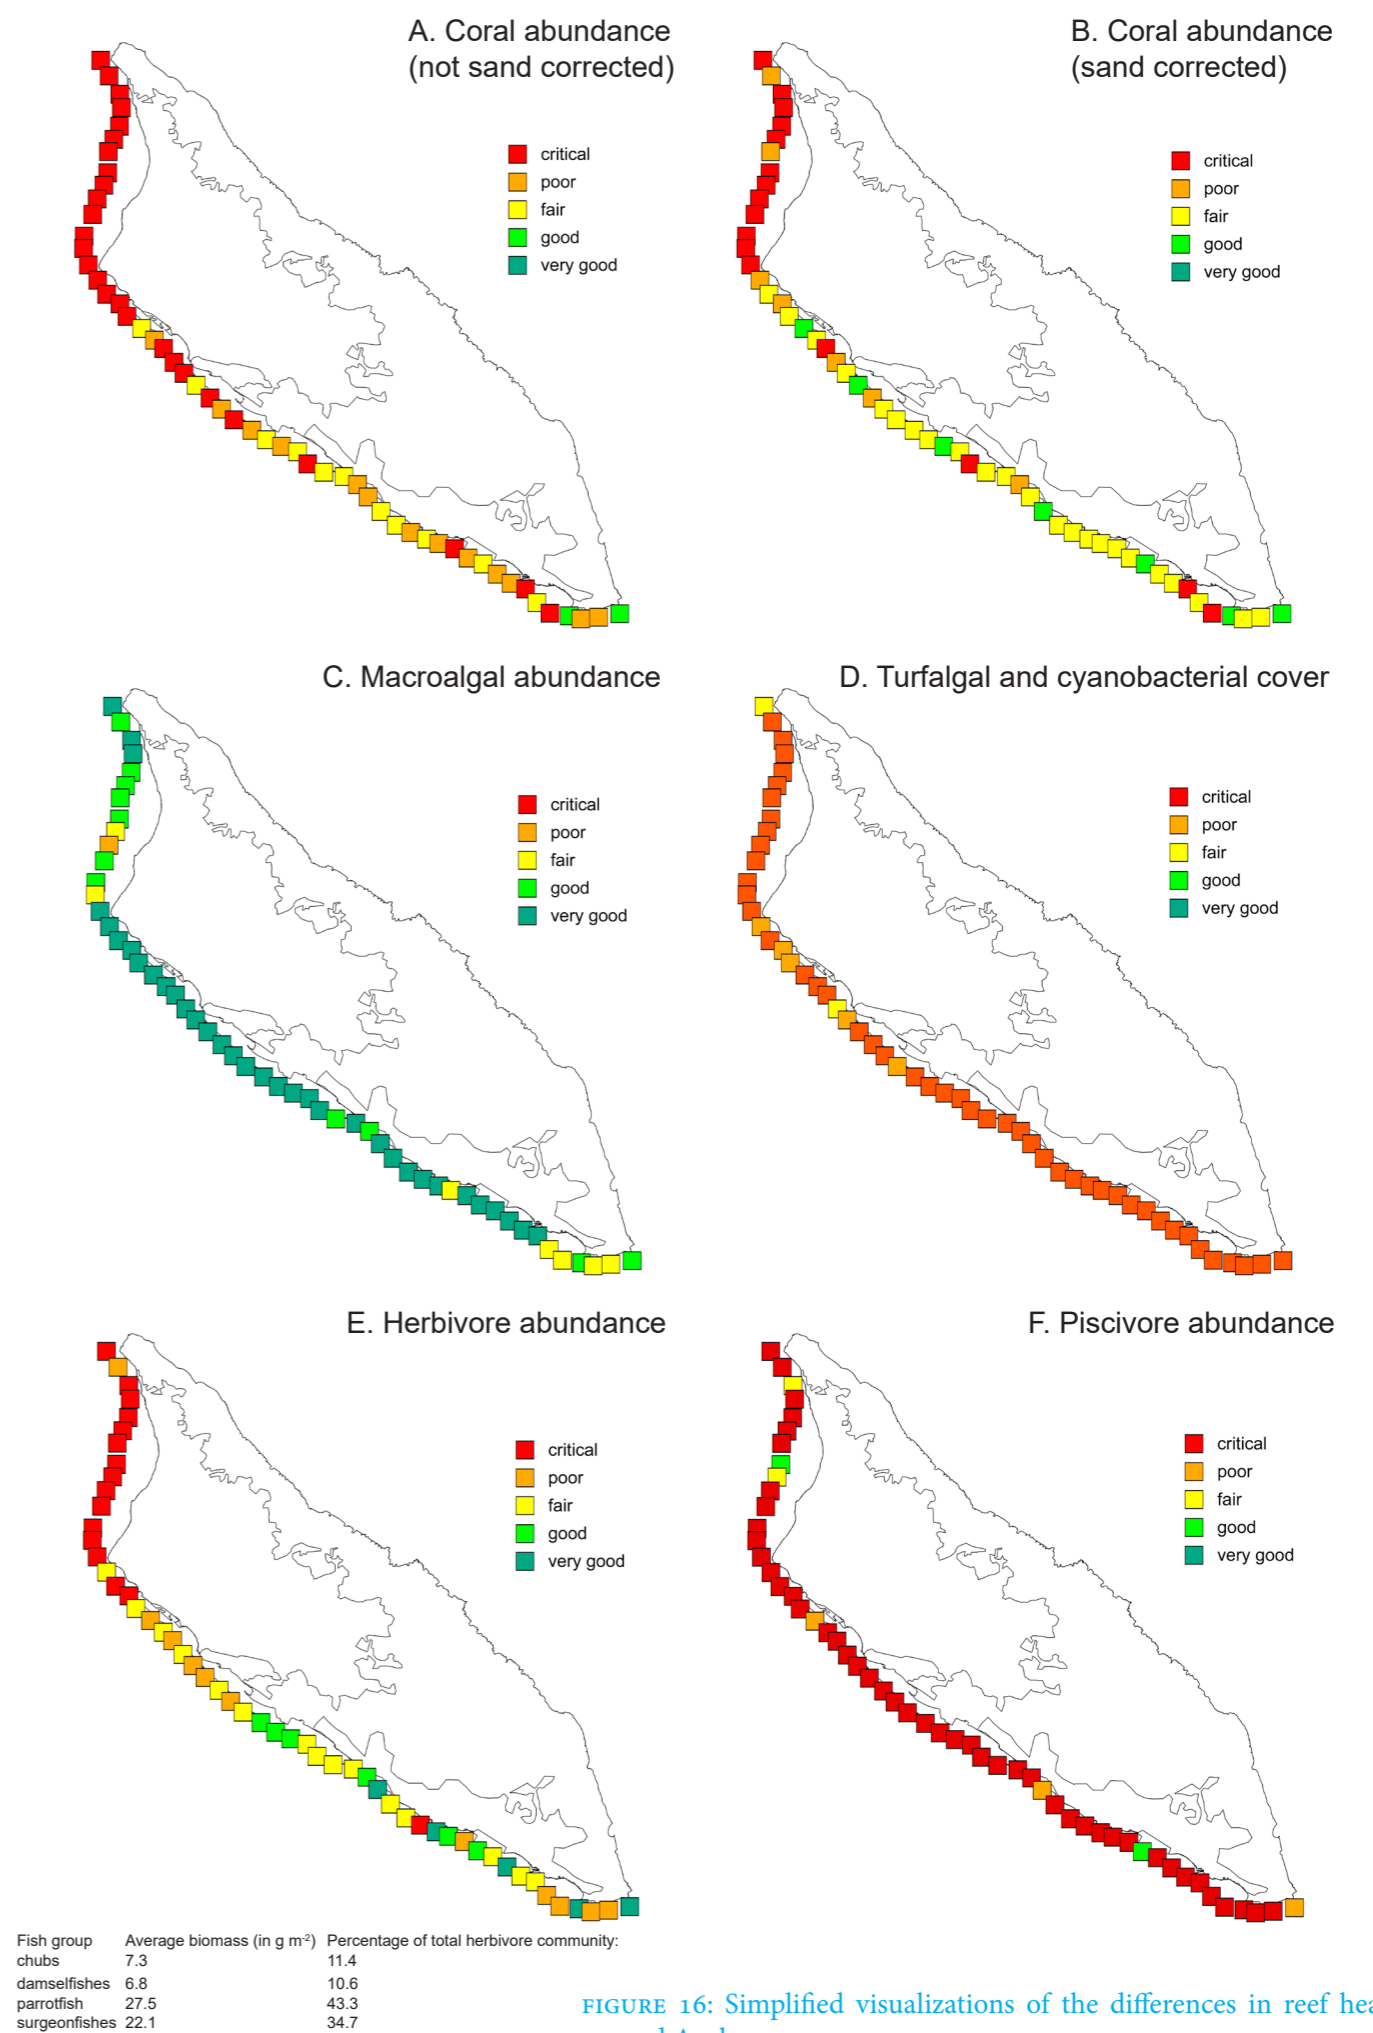 A. Coral abundance
(not sand corrected)
critical
poor
fair
good
very good
B. Coral abundance
(sand corrected)
critical
poor
fair
good
very good
C. Macroalgal abundance
critical
poor
fair
good
very good
D. Turfalgal and cyanobacterial cover
critical
poor
fair
good
very good
E. Herbivore abundance
critical
poor
fair
good
very good
F. Piscivore abundance
critical
poor
fair
good
very good
Fish group Average biomass (in g m-2) Percentage of total herbivore community:
chubs 7.3 11.4
damselfishes 6.8 10.6
parrotfish 27.5 43.3
surgeonfishes 22.1 34.7
FIGURE 16: Simplified visualizations of the differences in reef hea